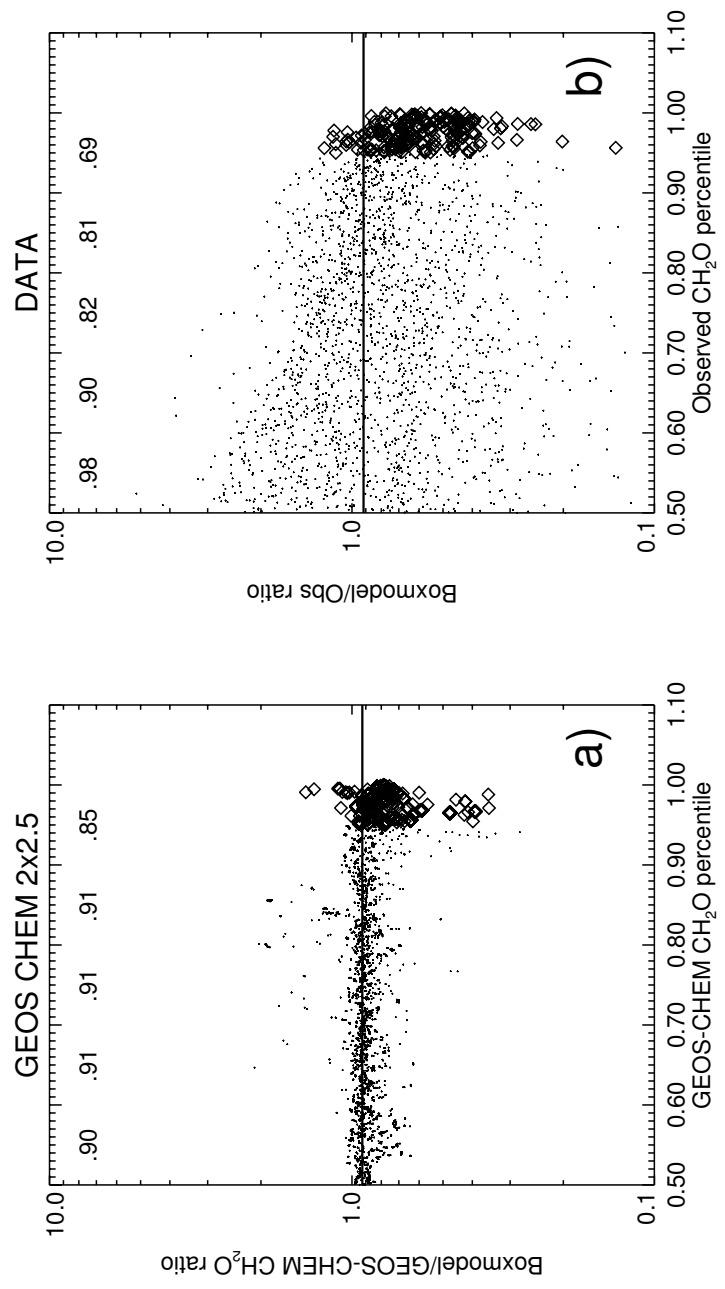 GEOS CHEM 2x2.5
.90 .91 .91 .91 .85
10.0
1.0
0.1
Boxmodel/GEOS-CHEM CH₂O ratio
a)
0.50 0.60 0.70 0.80 0.90 1.00 1.10
GEOS-CHEM CH₂O percentile
DATA
.98 .90 .82 .81 .69
10.0
1.0
0.1
Boxmodel/Obs ratio
b)
0.50 0.60 0.70 0.80 0.90 1.00 1.10
Observed CH₂O percentile